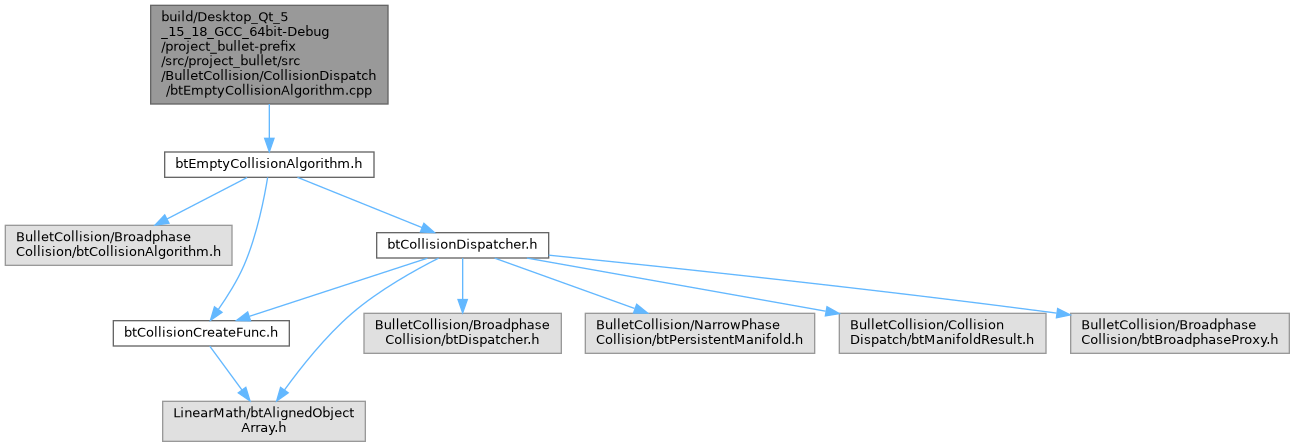 build/Desktop_Qt_5
_15_18_GCC_64bit-Debug
/project_bullet-prefix
/src/project_bullet/src
/BulletCollision/CollisionDispatch
/btEmptyCollisionAlgorithm.cpp
btEmptyCollisionAlgorithm.h
BulletCollision/Broadphase
Collision/btCollisionAlgorithm.h
btCollisionDispatcher.h
btCollisionCreateFunc.h
BulletCollision/Broadphase
Collision/btDispatcher.h
BulletCollision/NarrowPhase
Collision/btPersistentManifold.h
BulletCollision/Collision
Dispatch/btManifoldResult.h
BulletCollision/Broadphase
Collision/btBroadphaseProxy.h
LinearMath/btAlignedObject
Array.h